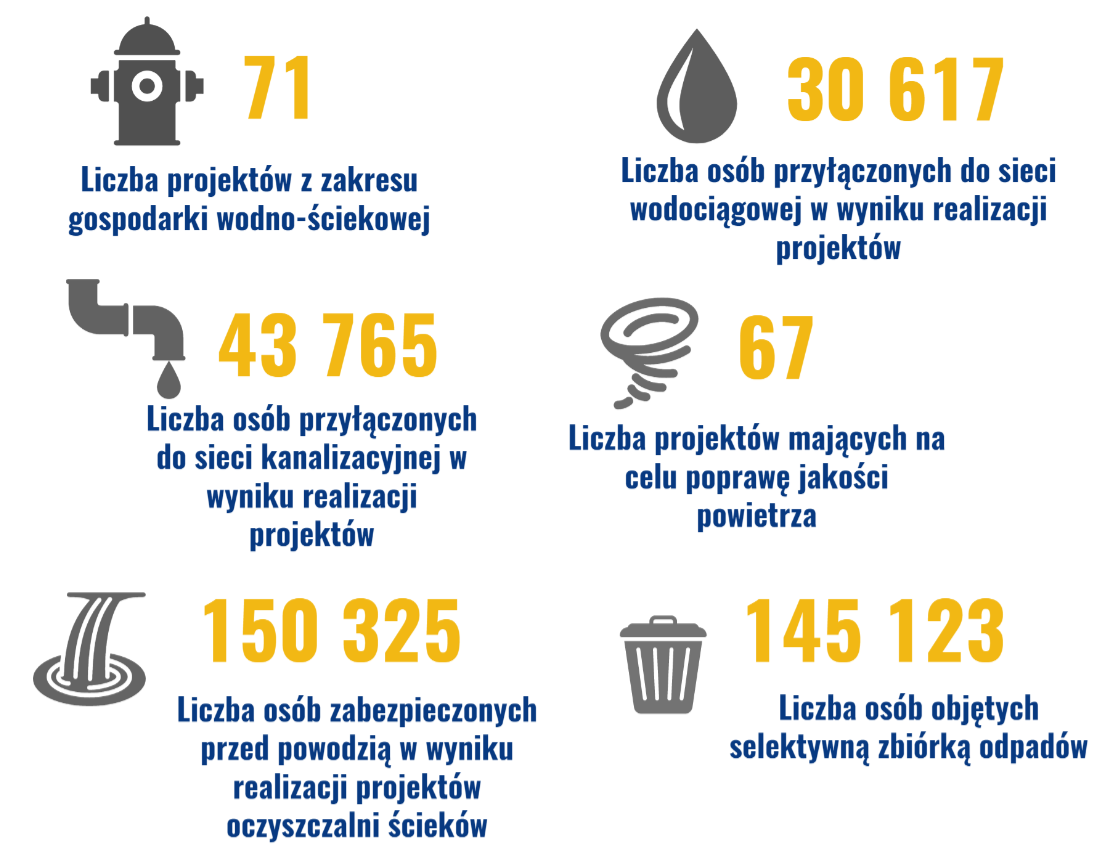 71
Liczba projektów z zakresu
gospodarki wodno-ściekowej
30 617
Liczba osób przyłączonych do sieci
wodociągowej w wyniku realizacji
projektów
43 765
Liczba osób przyłączonych
do sieci kanalizacyjnej w
wyniku realizacji
projektów
67
Liczba projektów mających na
celu poprawę jakości
powietrza
150 325
Liczba osób zabezpieczonych
przed powodzią w wyniku
realizacji projektów
oczyszczalni ścieków
145 123
Liczba osób objętych
selektywną zbiórką odpadów